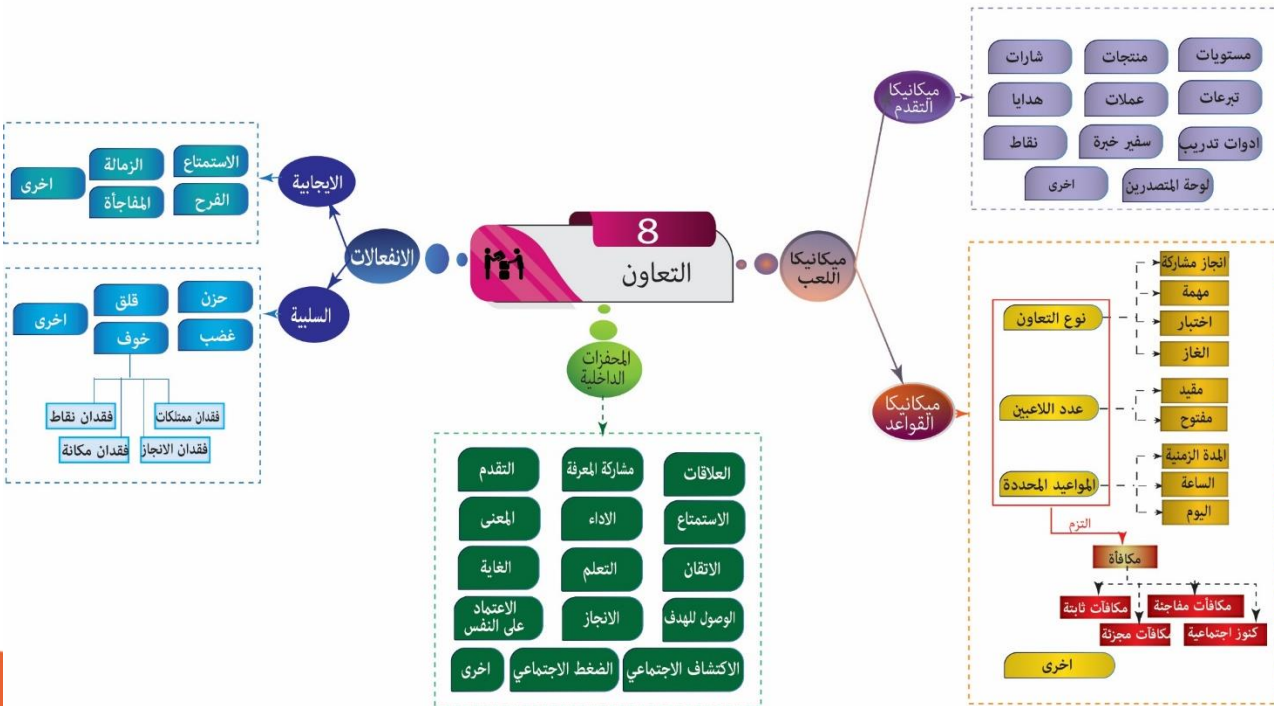 8
التعاون
ميكانيكا
اللعب
ميكانيكا
التقدم
مستويات
منتجات
شارات
تبرعات
عملات
هدايا
ادوات تدريب
سفير خبرة
نقاط
لوحة المتصدرين
اخرى
ميكانيكا
القواعد
نوع التعاون
انجاز مشاركة
مهمة
اختبار
الغاز
عدد اللاعبين
مقيد
مفتوح
المواعيد المحددة
المدة الزمنية
الساعة
اليوم
التزم
مكافأة
مكافأت مفاجئة
مكافآت ثابتة
كنوز اجتماعية
مكافآت مجزئة
اخرى
المحفزات
الداخلية
العلاقات
مشاركة المعرفة
التقدم
الاستمتاع
الاداء
المعنى
الاتقان
التعلم
الغاية
الوصول للهدف
الانجاز
الاعتماد
على النفس
الاكتشاف الاجتماعي
الضغط الاجتماعي
اخرى
الانفعالات
الايجابية
الاستمتاع
الزمالة
اخرى
الفرح
المفاجأة
السلبية
حزن
قلق
اخرى
غضب
خوف
فقدان ممتلكات
فقدان نقاط
فقدان الانجاز
فقدان مكانة